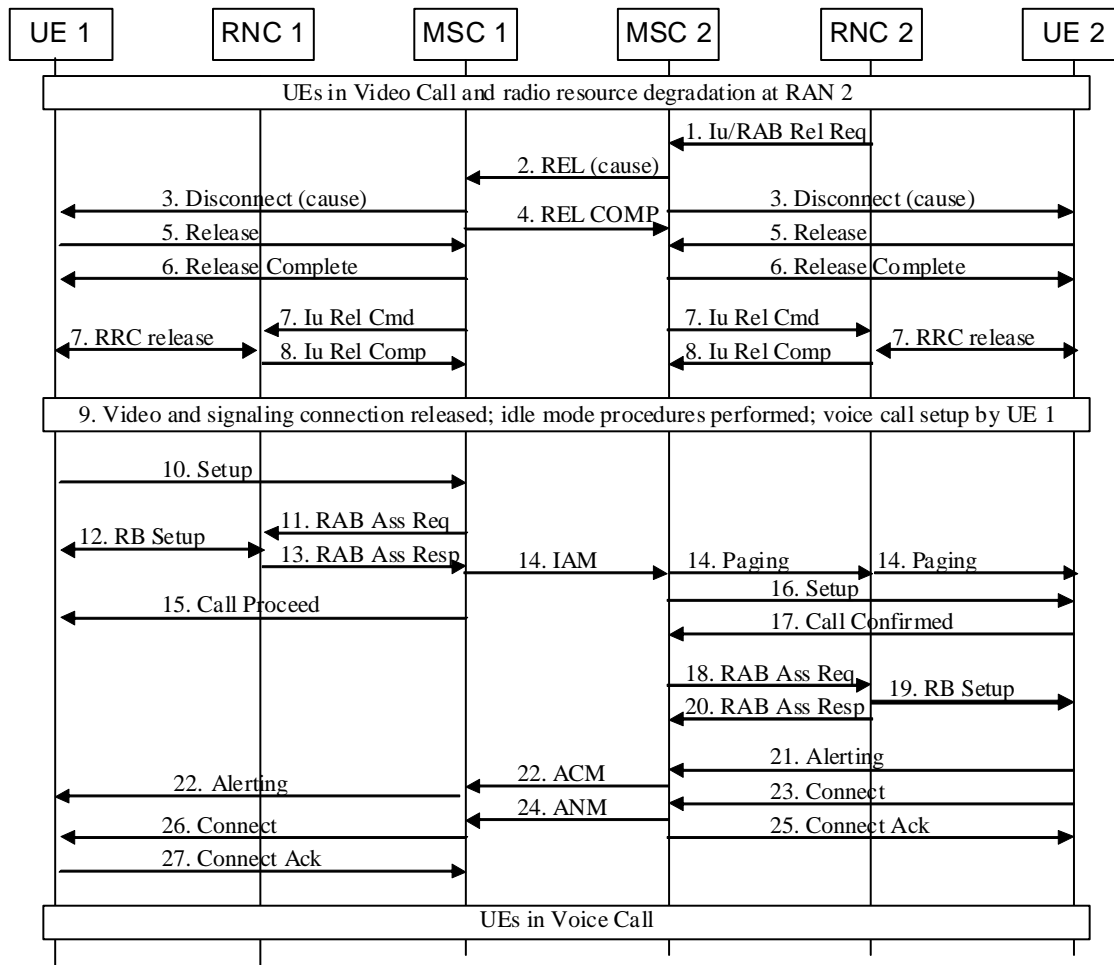 UE 1
RNC 1
MSC 1
MSC 2
RNC 2
UE 2
UEs in Video Call and radio resource degradation at RAN 2
1. Iu/RAB Rel Req
2. REL (cause)
3. Disconnect (cause)
4. REL COMP
3. Disconnect (cause)
5. Release
5. Release
6. Release Complete
6. Release Complete
7. Iu Rel Cmd
7. Iu Rel Cmd
7. RRC release
7. RRC release
8. Iu Rel Comp
8. Iu Rel Comp
9. Video and signaling connection released; idle mode procedures performed; voice call setup by UE 1
10. Setup
11. RAB Ass Req
12. RB Setup
13. RAB Ass Resp
14. IAM
14. Paging
14. Paging
15. Call Proceed
16. Setup
17. Call Confirmed
18. RAB Ass Req
19. RB Setup
20. RAB Ass Resp
21. Alerting
22. ACM
22. Alerting
23. Connect
24. ANM
26. Connect
25. Connect Ack
27. Connect Ack
UEs in Voice Call